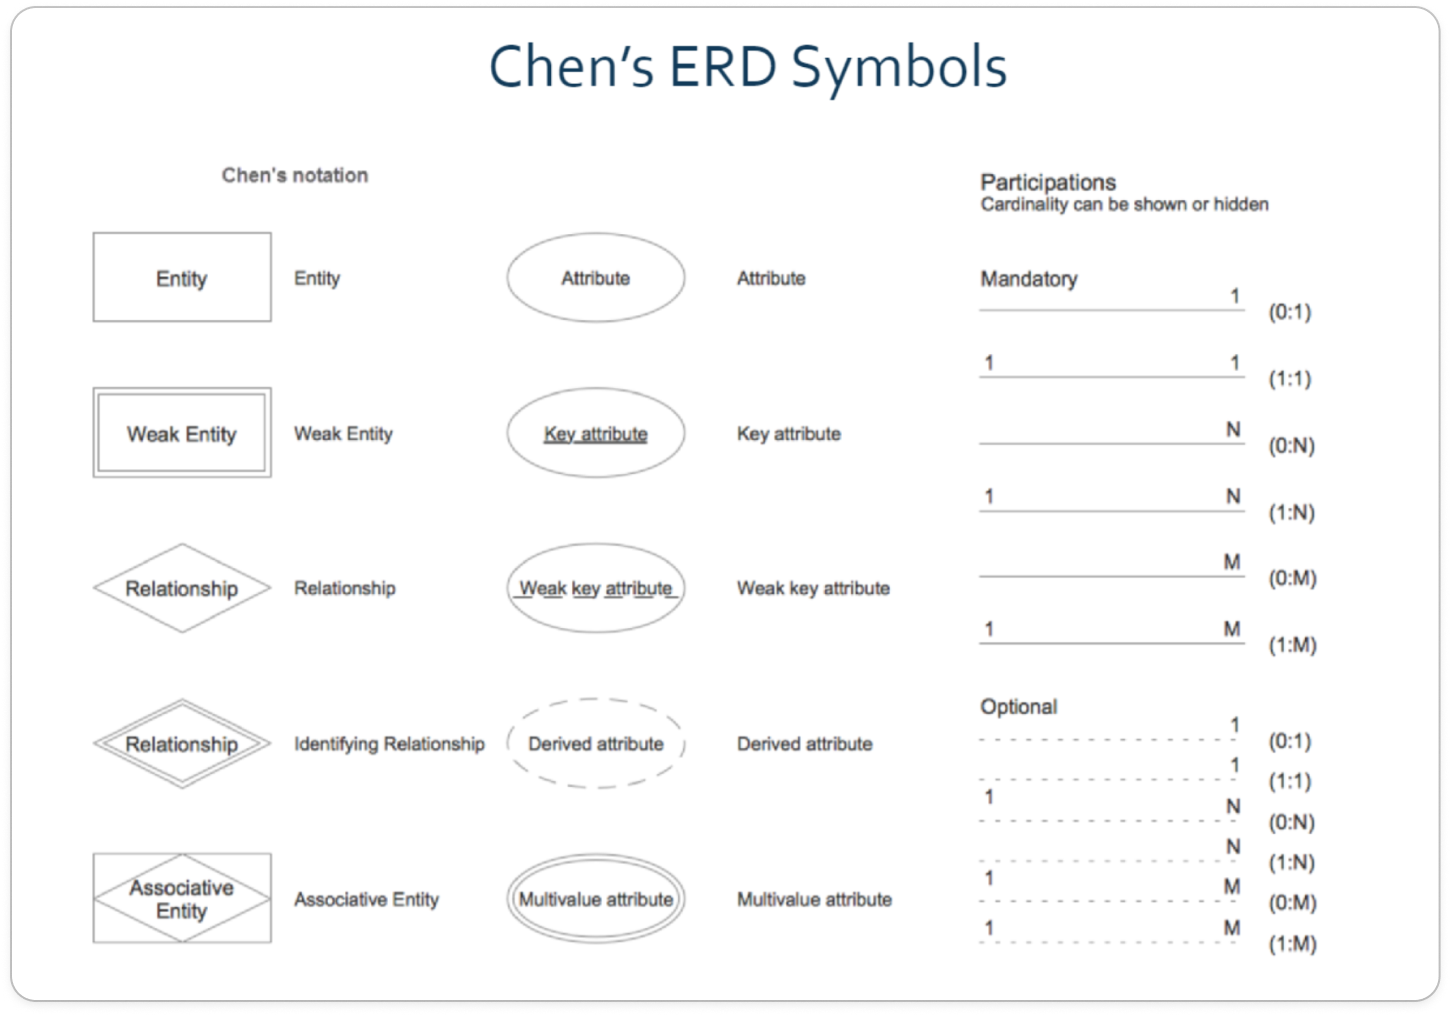 Chen's ERD Symbols
Chen's notation
Entity
Entity
Attribute
Attribute
Weak Entity
Weak Entity
Key attribute
Key attribute
Relationship
Relationship
Weak key attribute
Weak key attribute
Relationship
Identifying Relationship
Derived attribute
Derived attribute
Associative
Entity
Associative Entity
Multivalue attribute
Multivalue attribute
Participations
Cardinality can be shown or hidden
Mandatory
1 (0:1)
1 1 (1:1)
N (0:N)
1 N (1:N)
M (0:M)
1 M (1:M)
Optional
1 (0:1)
1 (1:1)
1 N (0:N)
N (1:N)
1 M (0:M)
1 M (1:M)